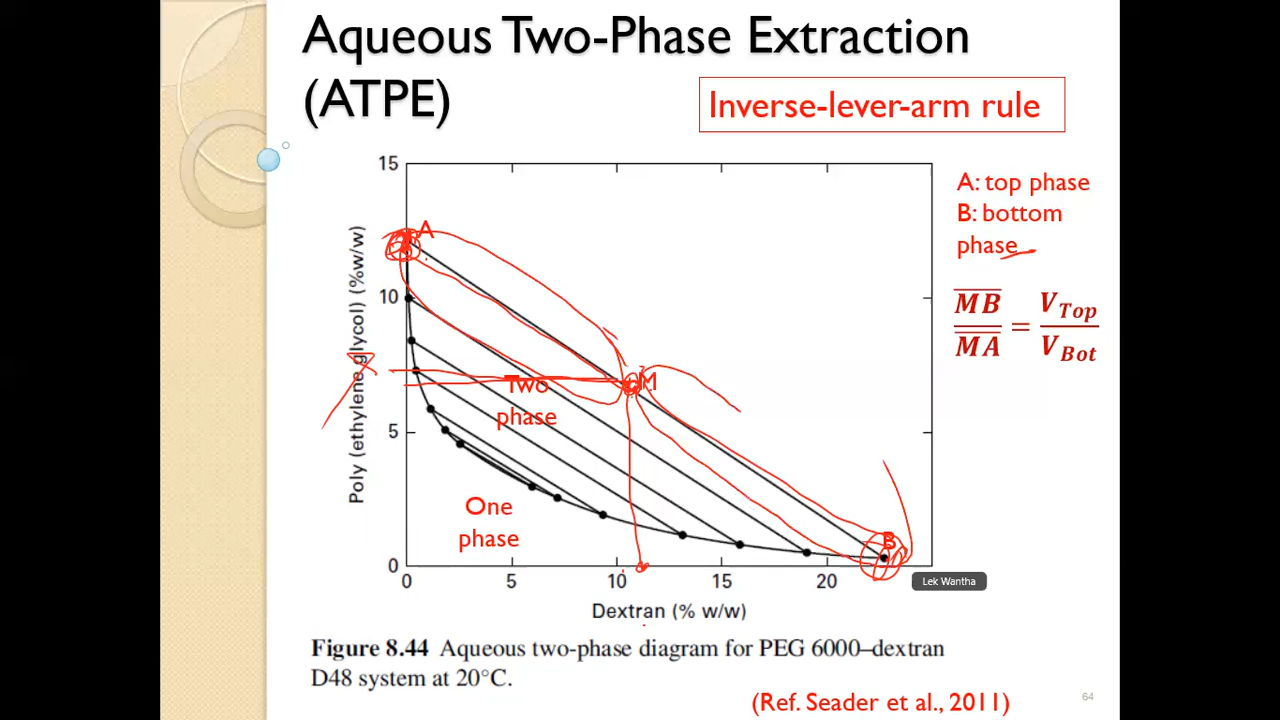 Aqueous Two-Phase Extraction
(ATPE)
Inverse-lever-arm rule
A: top phase
B: bottom
phase
MB
MA
=
V_Top
V_Bot
15
10
5
0
Poly (ethylene glycol) (%w/w)
A
M
B
Two
phase
One
phase
0 5 10 15 20
Dextran (% w/w)
Lek Wantha
Figure 8.44 Aqueous two-phase diagram for PEG 6000–dextran
D48 system at 20°C.
(Ref. Seader et al., 2011)
64